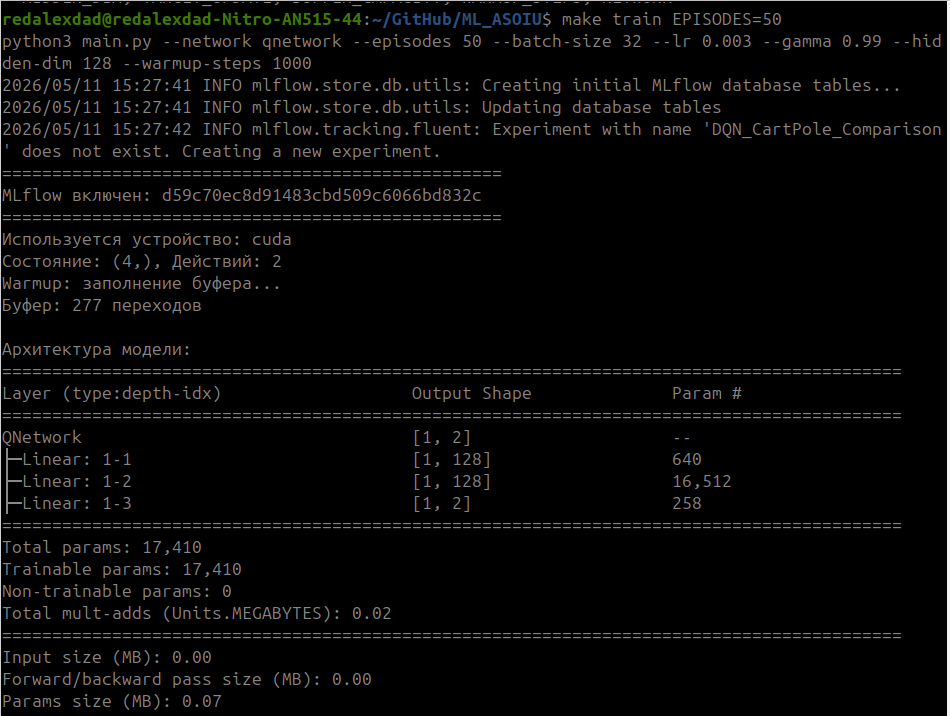 redalexdad@redalexdad-Nitro-AN515-44:~/GitHub/ML_ASOIU$ make train EPISODES=50
python3 main.py --network qnetwork --episodes 50 --batch-size 32 --lr 0.003 --gamma 0.99 --hid
den-dim 128 --warmup-steps 1000
2026/05/11 15:27:41 INFO mlflow.store.db.utils: Creating initial MLflow database tables...
2026/05/11 15:27:41 INFO mlflow.store.db.utils: Updating database tables
2026/05/11 15:27:42 INFO mlflow.tracking.fluent: Experiment with name 'DQN_CartPole_Comparison
' does not exist. Creating a new experiment.
==================================================
MLflow включен: d59c70ec8d91483cbd509c6066bd832c
==================================================
Используется устройство: cuda
Состояние: (4,), Действий: 2
Warmup: заполнение буфера...
Буфер: 277 переходов
Архитектура модели:
==========================================================================================
Layer (type:depth-idx)                   Output Shape              Param #
==========================================================================================
QNetwork                                 [1, 2]                    --
├─Linear: 1-1                            [1, 128]                  640
├─Linear: 1-2                            [1, 128]                  16,512
├─Linear: 1-3                            [1, 2]                    258
==========================================================================================
Total params: 17,410
Trainable params: 17,410
Non-trainable params: 0
Total mult-adds (Units.MEGABYTES): 0.02
==========================================================================================
Input size (MB): 0.00
Forward/backward pass size (MB): 0.00
Params size (MB): 0.07